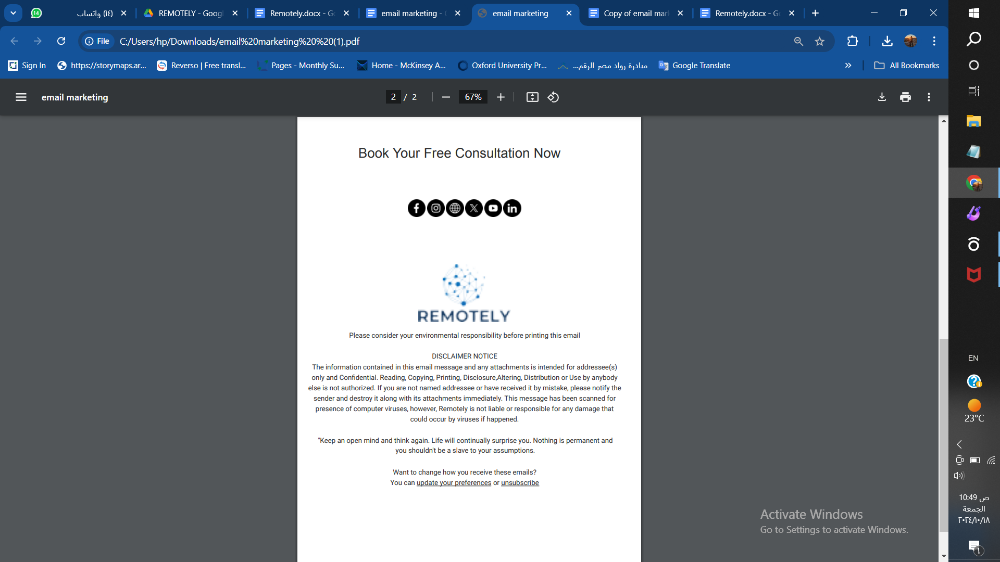 14
(١٤) واتساب
REMOTELY - Googl
Remotely.docx - G
email marketing -
email marketing
Copy of email mar
Remotely.docx - G
File
C:/Users/hp/Downloads/email%20marketing%20%20(1).pdf
Sign In
https://storymaps.ar...
Reverso | Free transl...
Pages - Monthly Su...
Home - McKinsey A...
Oxford University Pr...
مبادرة رواد مصر الرقم...
Google Translate
All Bookmarks
email marketing
2 / 2
67%
Book Your Free Consultation Now
REMOTELY
Please consider your environmental responsibility before printing this email
DISCLAIMER NOTICE
The information contained in this email message and any attachments is intended for addressee(s)
only and Confidential. Reading, Copying, Printing, Disclosure,Altering, Distribution or Use by anybody
else is not authorized. If you are not named addressee or have received it by mistake, please notify the
sender and destroy it along with its attachments immediately. This message has been scanned for
presence of computer viruses, however, Remotely is not liable or responsible for any damage that
could occur by viruses if happened.
"Keep an open mind and think again. Life will continually surprise you. Nothing is permanent and
you shouldn't be a slave to your assumptions.
Want to change how you receive these emails?
You can update your preferences or unsubscribe
Activate Windows
Go to Settings to activate Windows.
EN
23°C
10:49 ص
الجمعة
٢٠٢٤/١٠/١٨
١